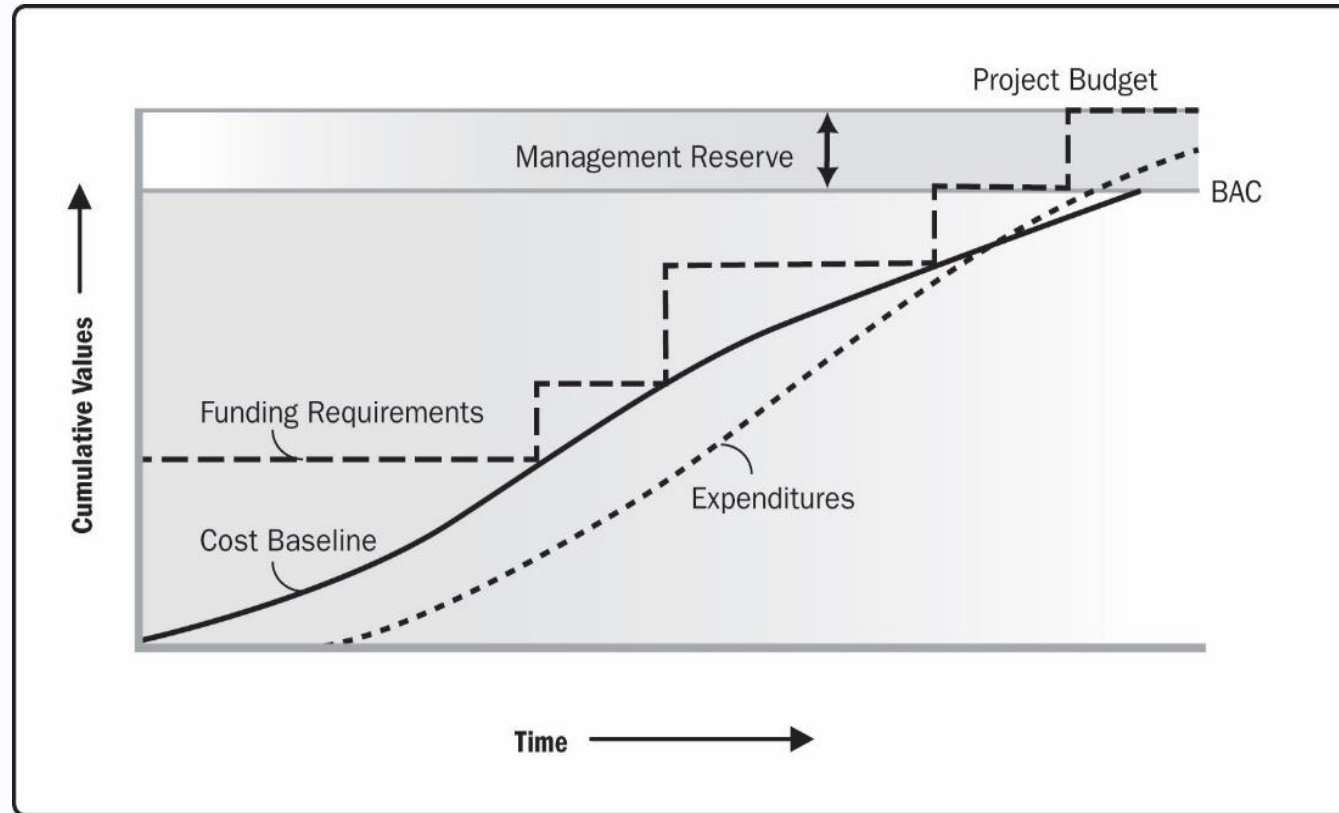 Project Budget
Management Reserve
BAC
Cumulative Values
Funding Requirements
Expenditures
Cost Baseline
Time